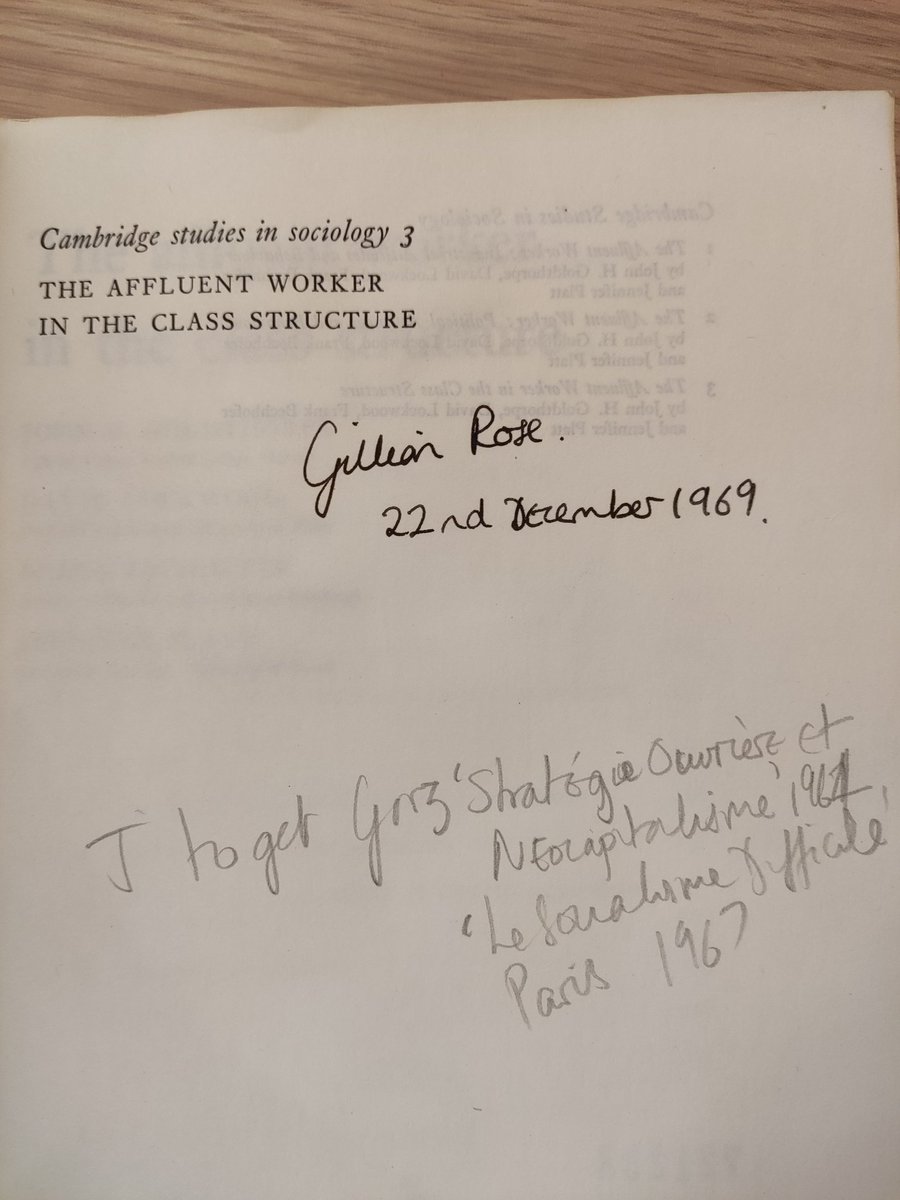 Cambridge studies in sociology 3
THE AFFLUENT WORKER
IN THE CLASS STRUCTURE
Gillian Rose.
22nd December 1969.
J to get Gorz 'Stratégie Ouvrière et
Néocapitalisme' 1964,
'Le Socialisme Difficile'
Paris 1967